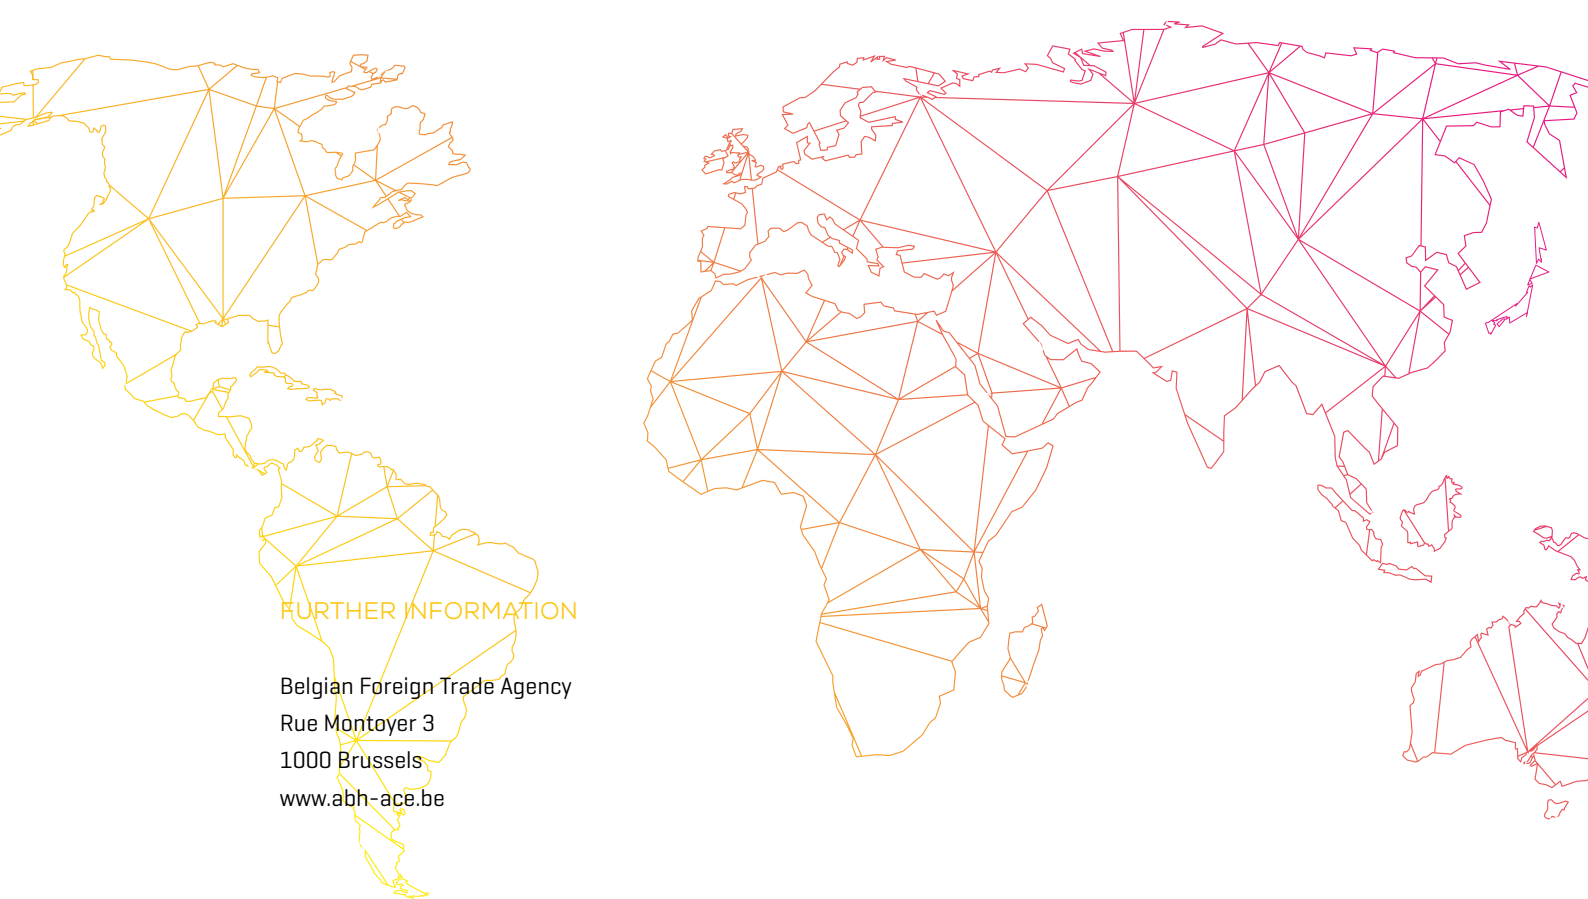 FURTHER INFORMATION
Belgian Foreign Trade Agency
Rue Montoyer 3
1000 Brussels
www.abh-ace.be